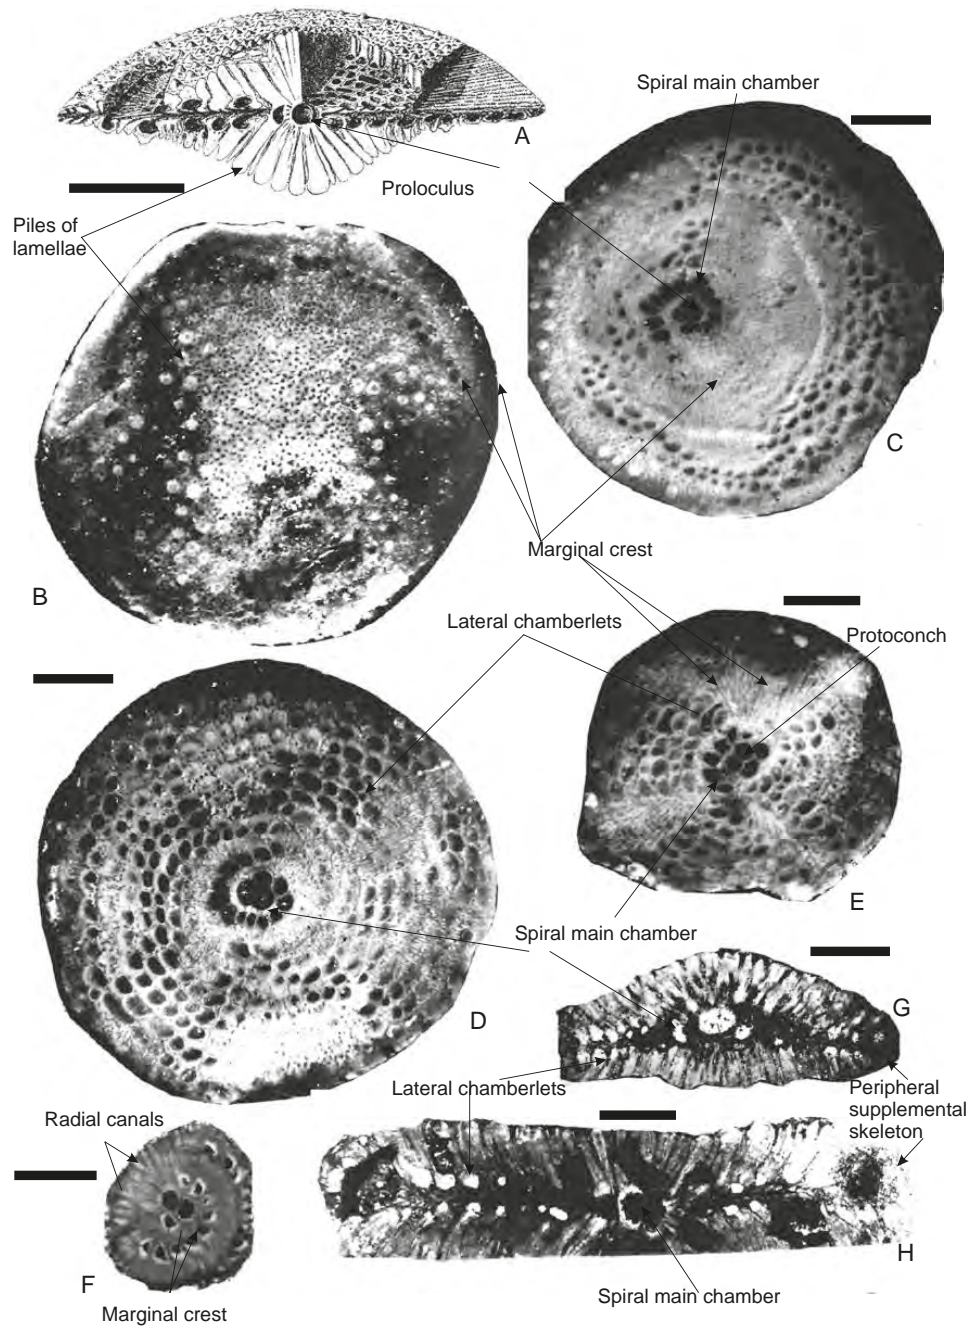 Spiral main chamber
A
Proloculus
Piles of
lamellae
C
Marginal crest
B
Lateral chamberlets
Protoconch
E
Spiral main chamber
D
G
Lateral chamberlets
Peripheral
supplemental
skeleton
Radial canals
H
F
Spiral main chamber
Marginal crest